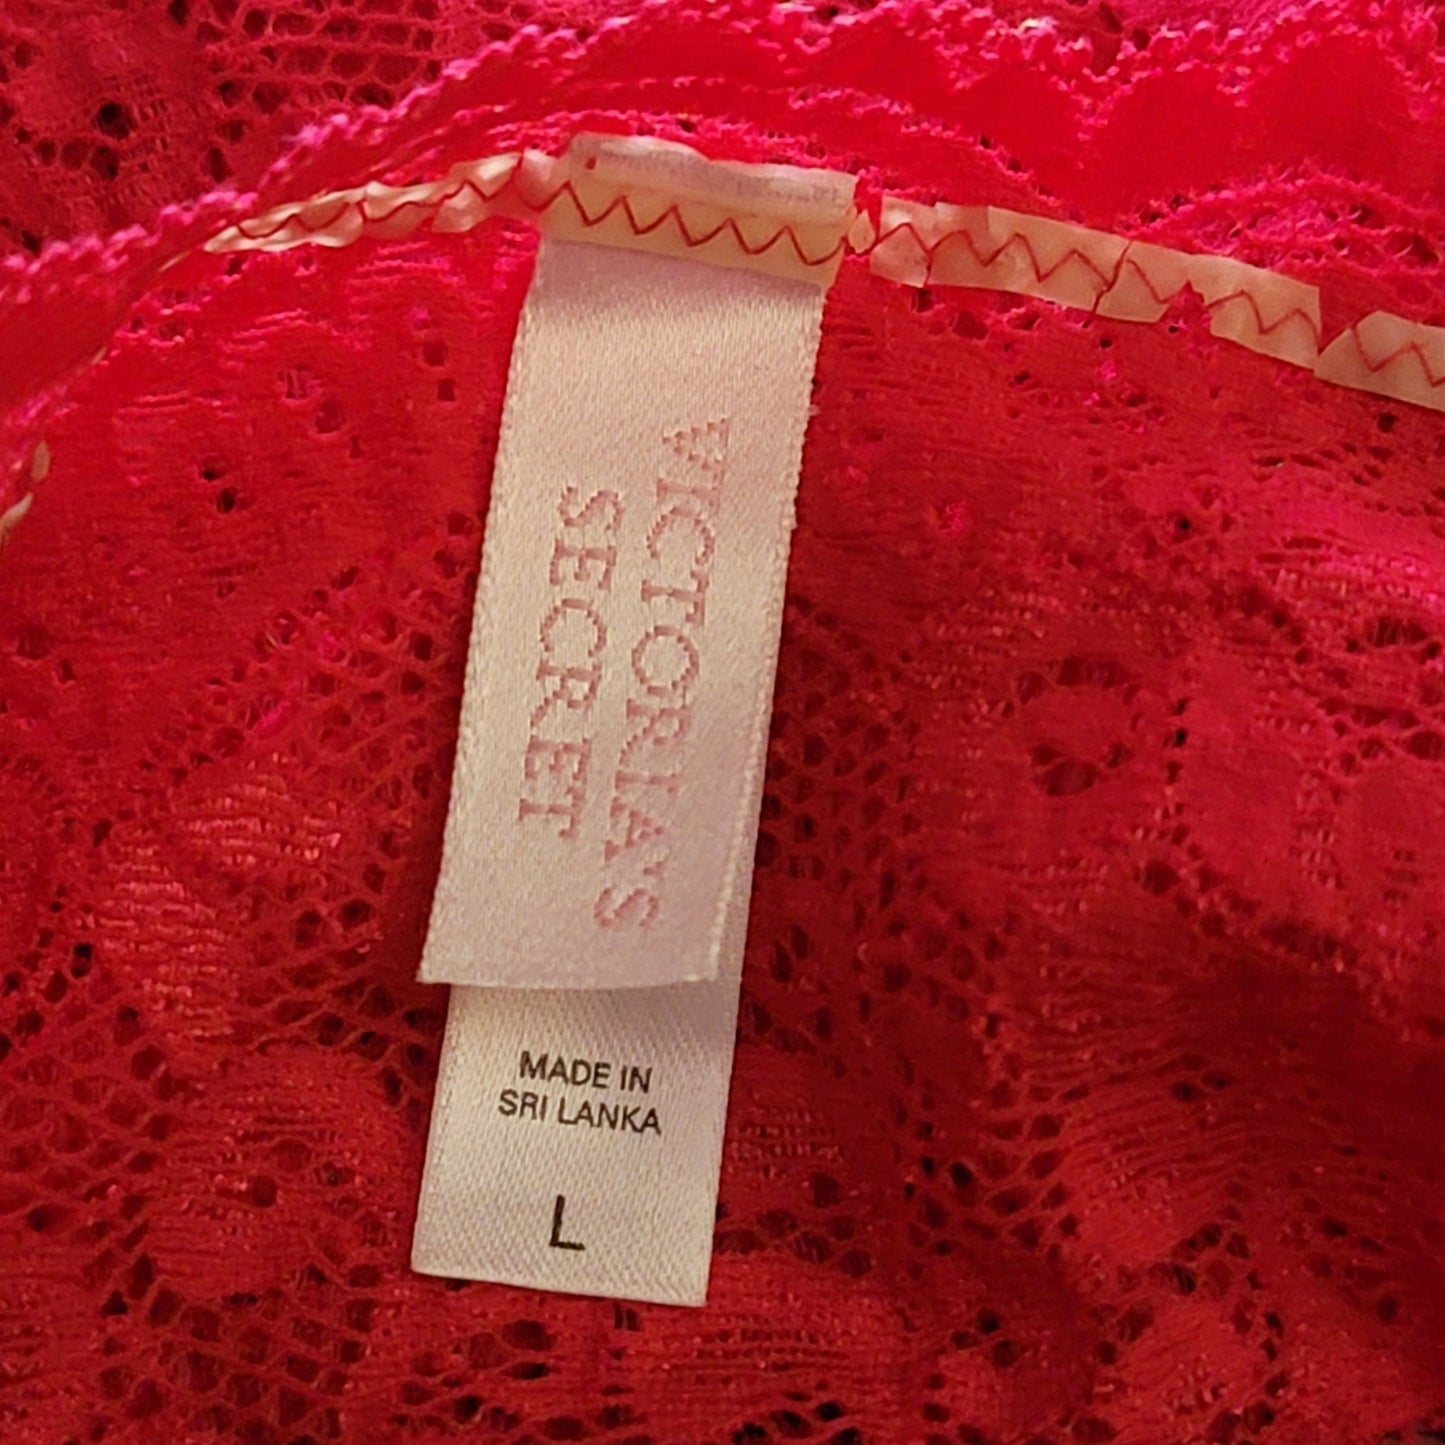 VICTORIA'S
SECRET
MADE IN
SRI LANKA
L